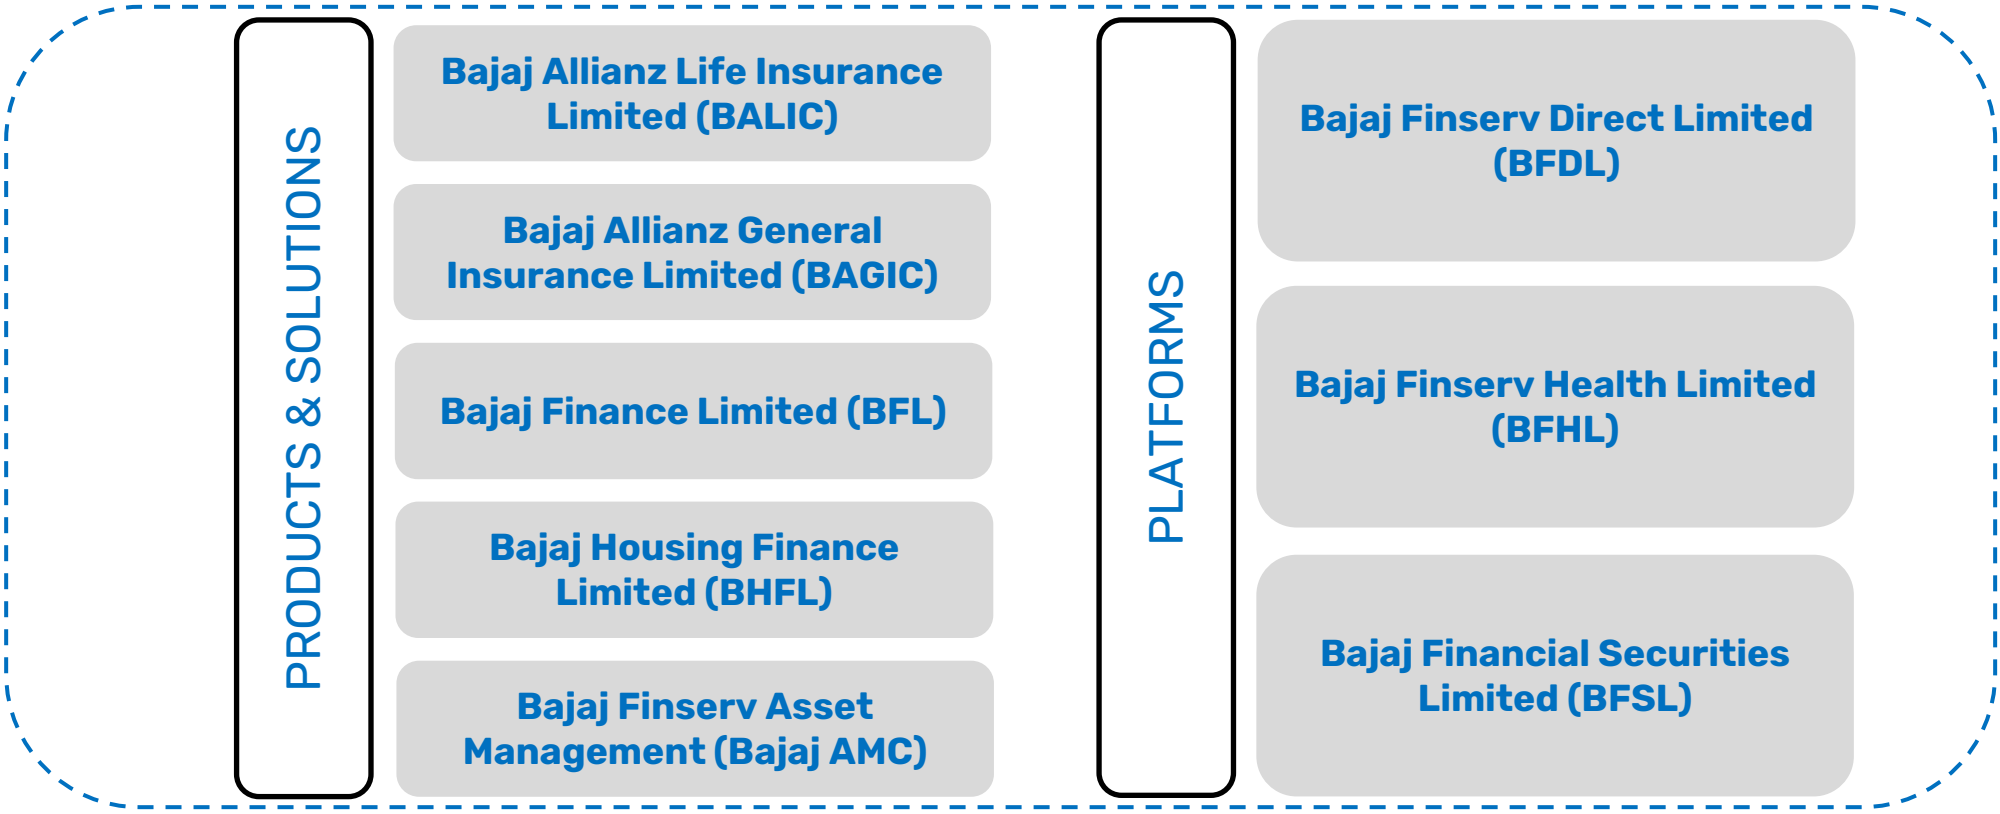 PRODUCTS & SOLUTIONS
Bajaj Allianz Life Insurance
Limited (BALIC)
Bajaj Allianz General
Insurance Limited (BAGIC)
Bajaj Finance Limited (BFL)
Bajaj Housing Finance
Limited (BHFL)
Bajaj Finserv Asset
Management (Bajaj AMC)
PLATFORMS
Bajaj Finserv Direct Limited
(BFDL)
Bajaj Finserv Health Limited
(BFHL)
Bajaj Financial Securities
Limited (BFSL)